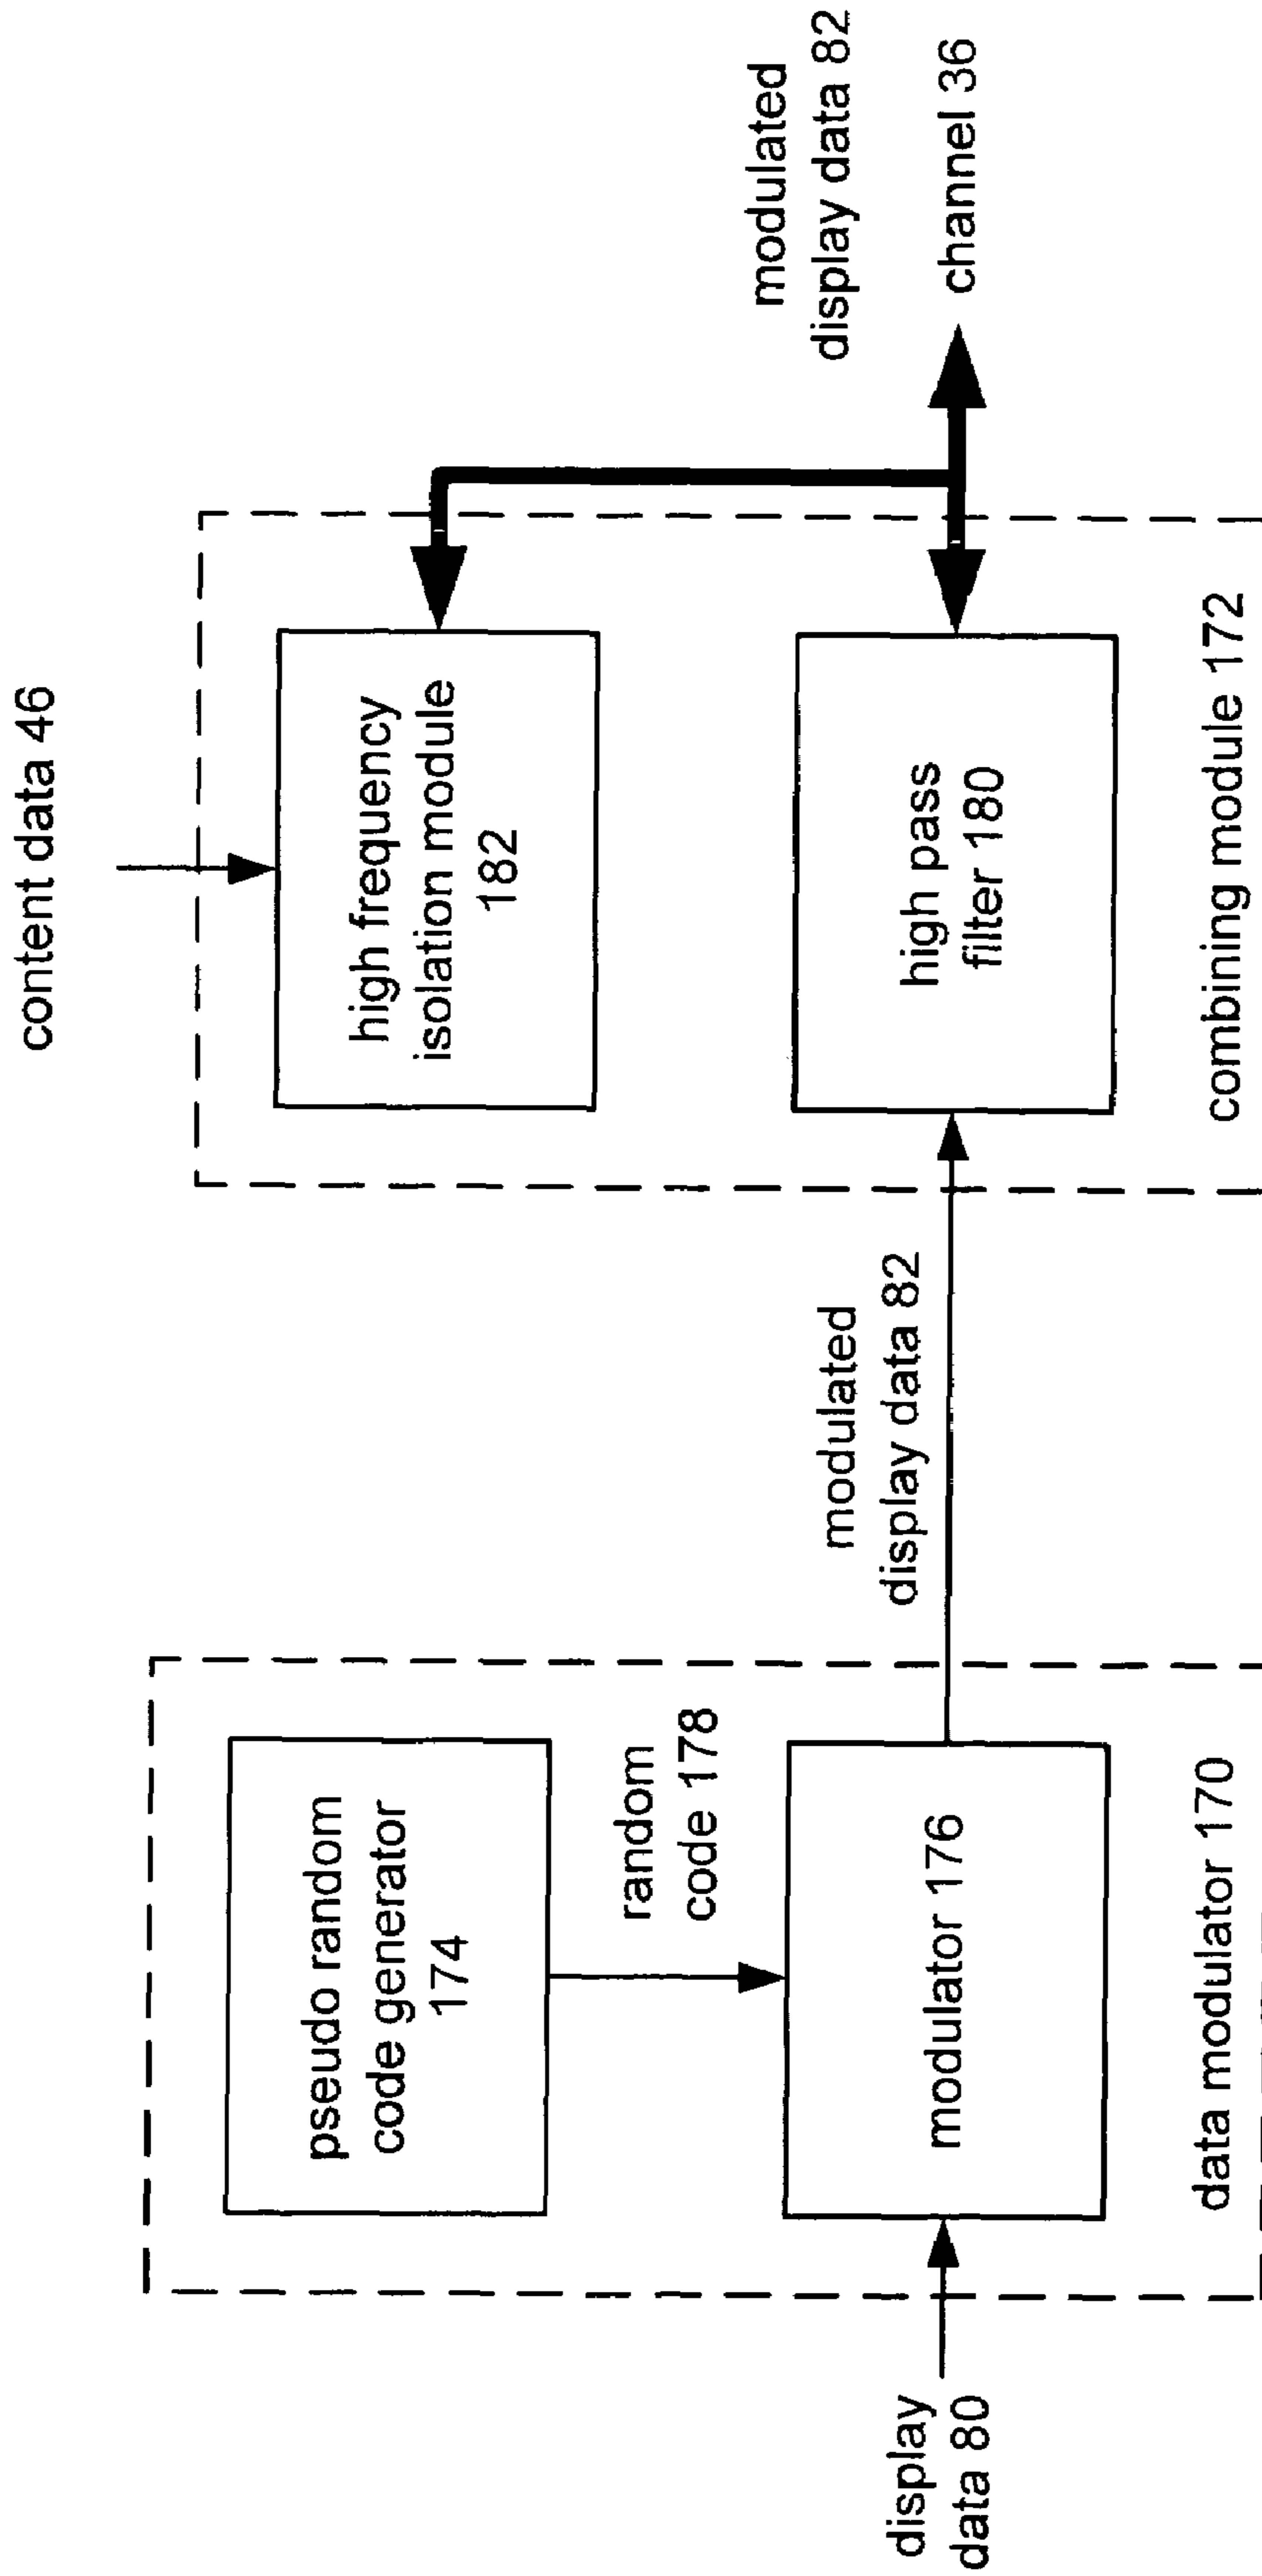 content data 46
pseudo random
code generator
174
random
code 178
display
data 80
modulator 176
data modulator 170
modulated
display data 82
high frequency
isolation module
182
high pass
filter 180
combining module 172
modulated
display data 82
channel 36